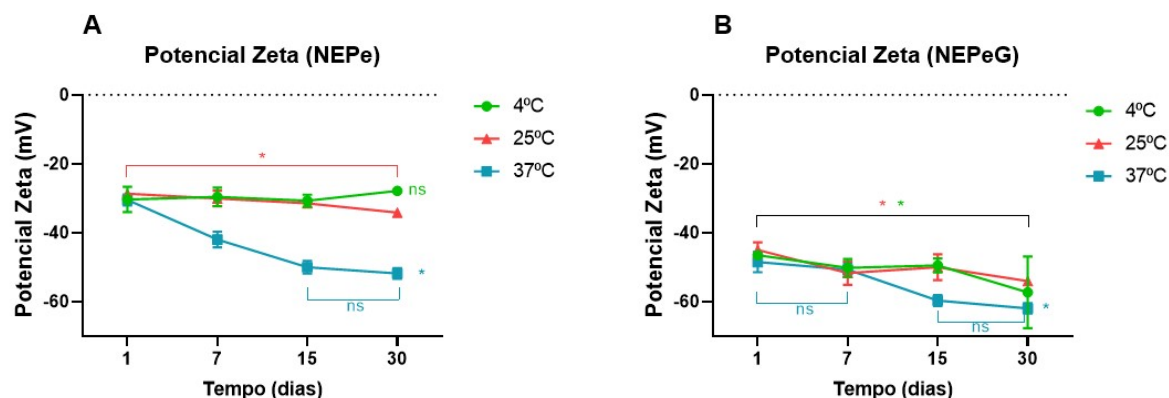 A
Potencial Zeta (NEPe)
Potencial Zeta (mV)
0
-20
-40
-60
*
ns
*
ns
1 7 15 30
Tempo (dias)
4ºC
25ºC
37ºC
B
Potencial Zeta (NEPeG)
Potencial Zeta (mV)
0
-20
-40
-60
* *
*
ns
ns
1 7 15 30
Tempo (dias)
4ºC
25ºC
37ºC